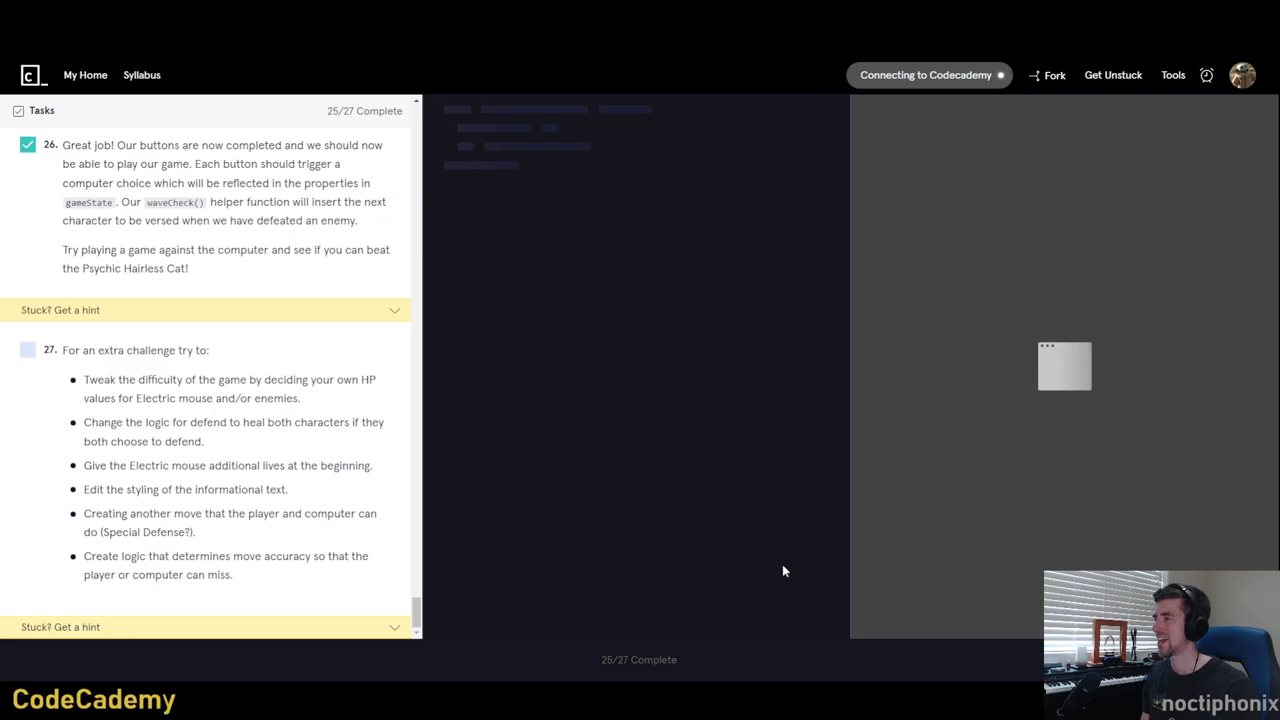 C_
My Home
Syllabus
Connecting to Codecademy
Fork
Get Unstuck
Tools
Tasks
25/27 Complete
26. Great job! Our buttons are now completed and we should now
be able to play our game. Each button should trigger a
computer choice which will be reflected in the properties in
gameState. Our waveCheck() helper function will insert the next
character to be versed when we have defeated an enemy.
Try playing a game against the computer and see if you can beat
the Psychic Hairless Cat!
Stuck? Get a hint
27. For an extra challenge try to:
Tweak the difficulty of the game by deciding your own HP
values for Electric mouse and/or enemies.
Change the logic for defend to heal both characters if they
both choose to defend.
Give the Electric mouse additional lives at the beginning.
Edit the styling of the informational text.
Creating another move that the player and computer can
do (Special Defense?).
Create logic that determines move accuracy so that the
player or computer can miss.
Stuck? Get a hint
25/27 Complete
CodeCademy
noctiphonix